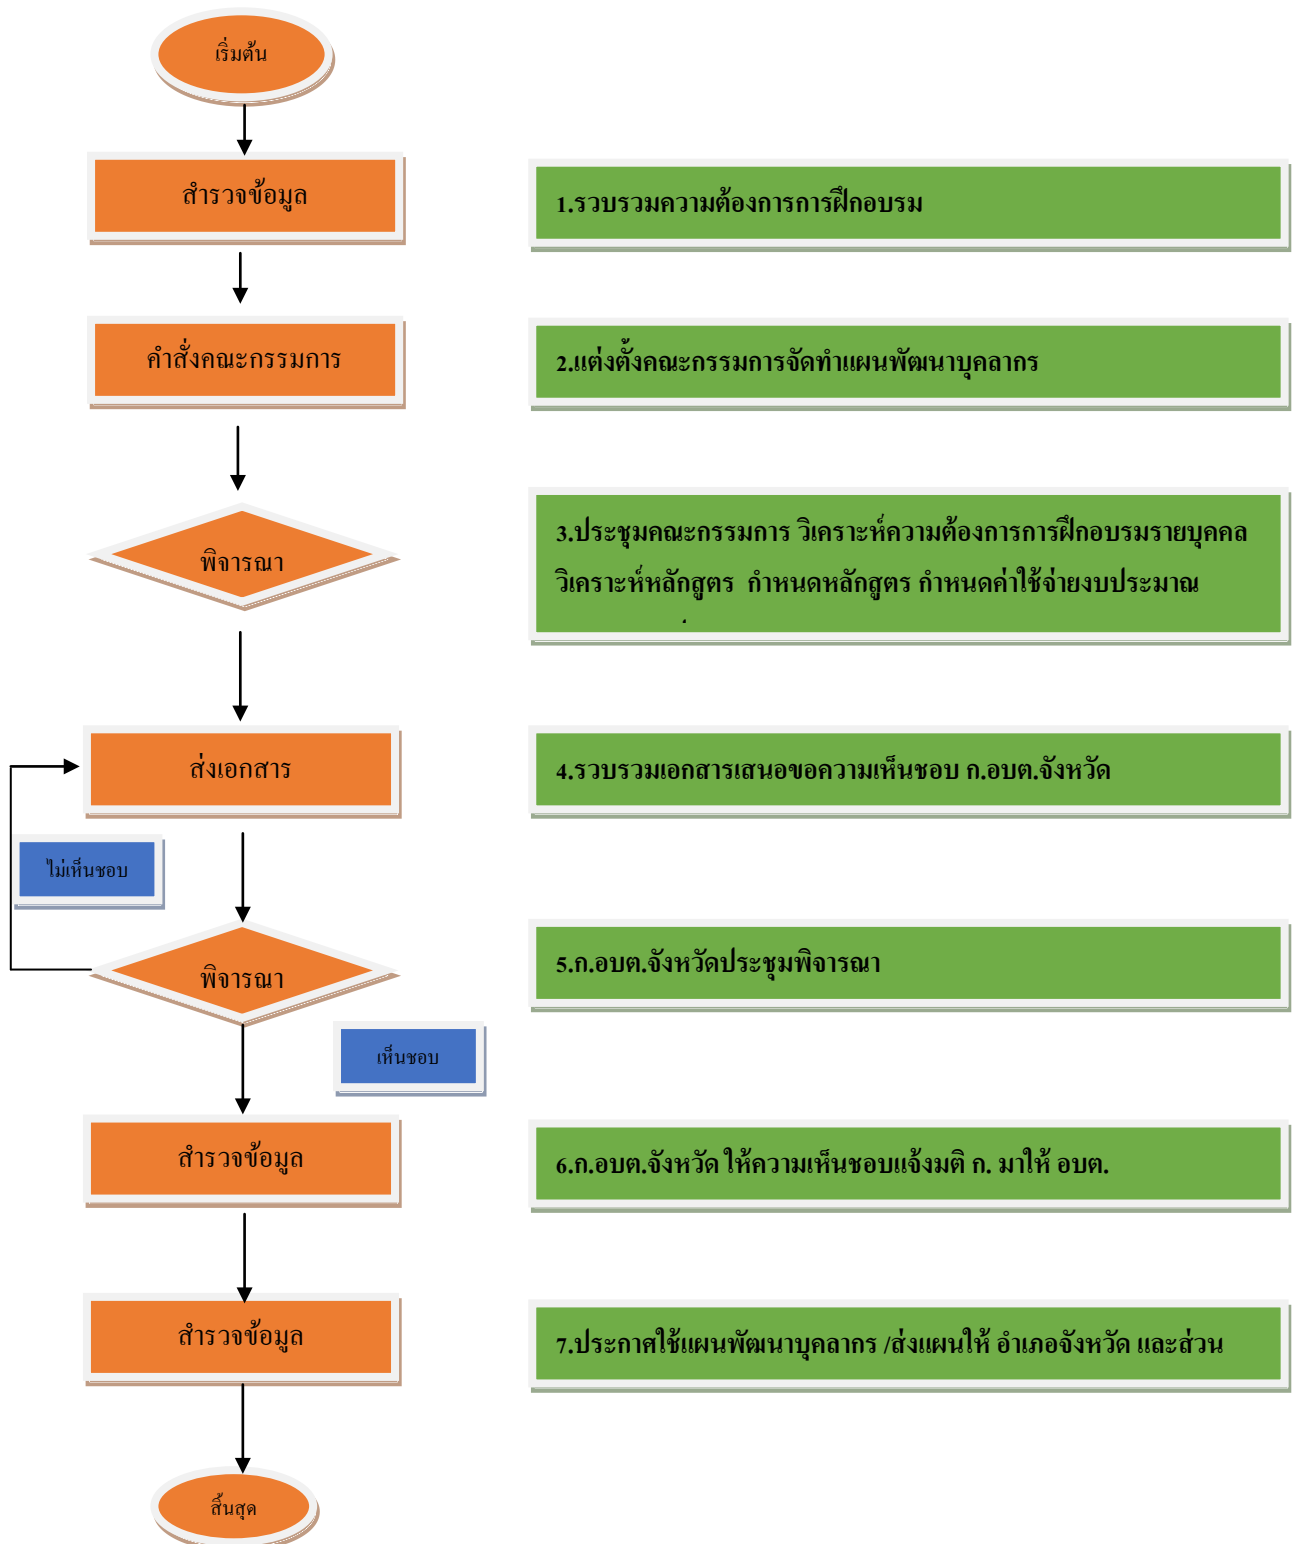 เริ่มต้น
สำรวจข้อมูล
1.รวบรวมความต้องการการฝึกอบรม
คำสั่งคณะกรรมการ
2.แต่งตั้งคณะกรรมการจัดทำแผนพัฒนาบุคลากร
พิจารณา
3.ประชุมคณะกรรมการ วิเคราะห์ความต้องการการฝึกอบรมรายบุคคล
วิเคราะห์หลักสูตร กำหนดหลักสูตร กำหนดค่าใช้จ่ายงบประมาณ
ส่งเอกสาร
4.รวบรวมเอกสารเสนอขอความเห็นชอบ ก.อบต.จังหวัด
ไม่เห็นชอบ
พิจารณา
5.ก.อบต.จังหวัดประชุมพิจารณา
เห็นชอบ
สำรวจข้อมูล
6.ก.อบต.จังหวัด ให้ความเห็นชอบแจ้งมติ ก. มาให้ อบต.
สำรวจข้อมูล
7.ประกาศใช้แผนพัฒนาบุคลากร /ส่งแผนให้ อำเภอจังหวัด และส่วน
สิ้นสุด